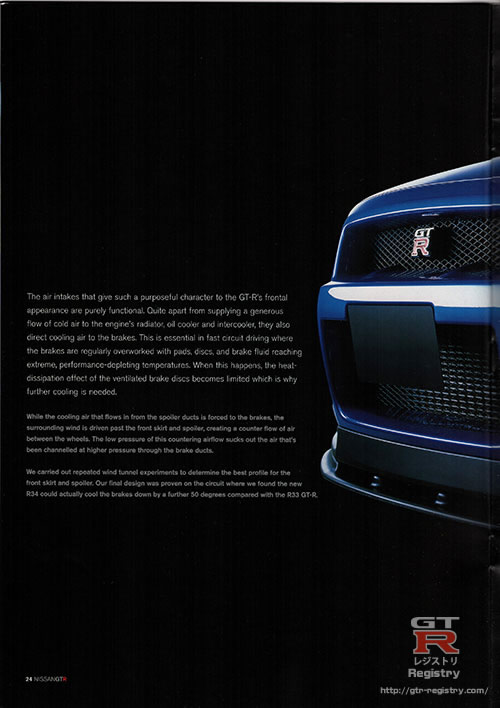 GT
R
The air intakes that give such a purposeful character to the GT-R's frontal
appearance are purely functional. Quite apart from supplying a generous
flow of cold air to the engine's radiator, oil cooler and intercooler, they also
direct cooling air to the brakes. This is essential in fast circuit driving where
the brakes are regularly overworked with pads, discs, and brake fluid reaching
extreme, performance-depleting temperatures. When this happens, the heat-
dissipation effect of the ventilated brake discs becomes limited which is why
further cooling is needed.
While the cooling air that flows in from the spoiler ducts is forced to the brakes, the
surrounding wind is driven past the front skirt and spoiler, creating a counter flow of air
between the wheels. The low pressure of this countering airflow sucks out the air that's
been channelled at higher pressure through the brake ducts.
We carried out repeated wind tunnel experiments to determine the best profile for the
front skirt and spoiler. Our final design was proven on the circuit where we found the new
R34 could actually cool the brakes down by a further 50 degrees compared with the R33 GT-R.
GT
R
レジストリ
Registry
24 NISSANGTR
http://gtr-registry.com/